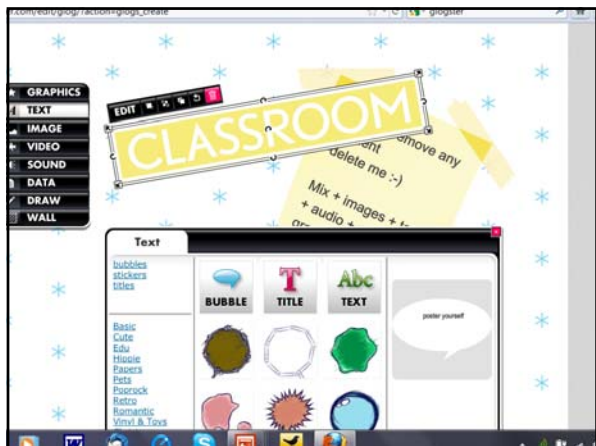 er.com/edit/glog/?action=glogs_create
glogster
GRAPHICS
TEXT
IMAGE
VIDEO
SOUND
DATA
DRAW
WALL
EDIT
CLASSROOM
move any
delete me :-)
Mix + images +
+ audio +
Text
bubbles
stickers
titles
Basic
Cute
Edu
Hippie
Papers
Pets
Poprock
Retro
Romantic
Vinyl & Toys
BUBBLE
TITLE
Abc
TEXT
poster yourself